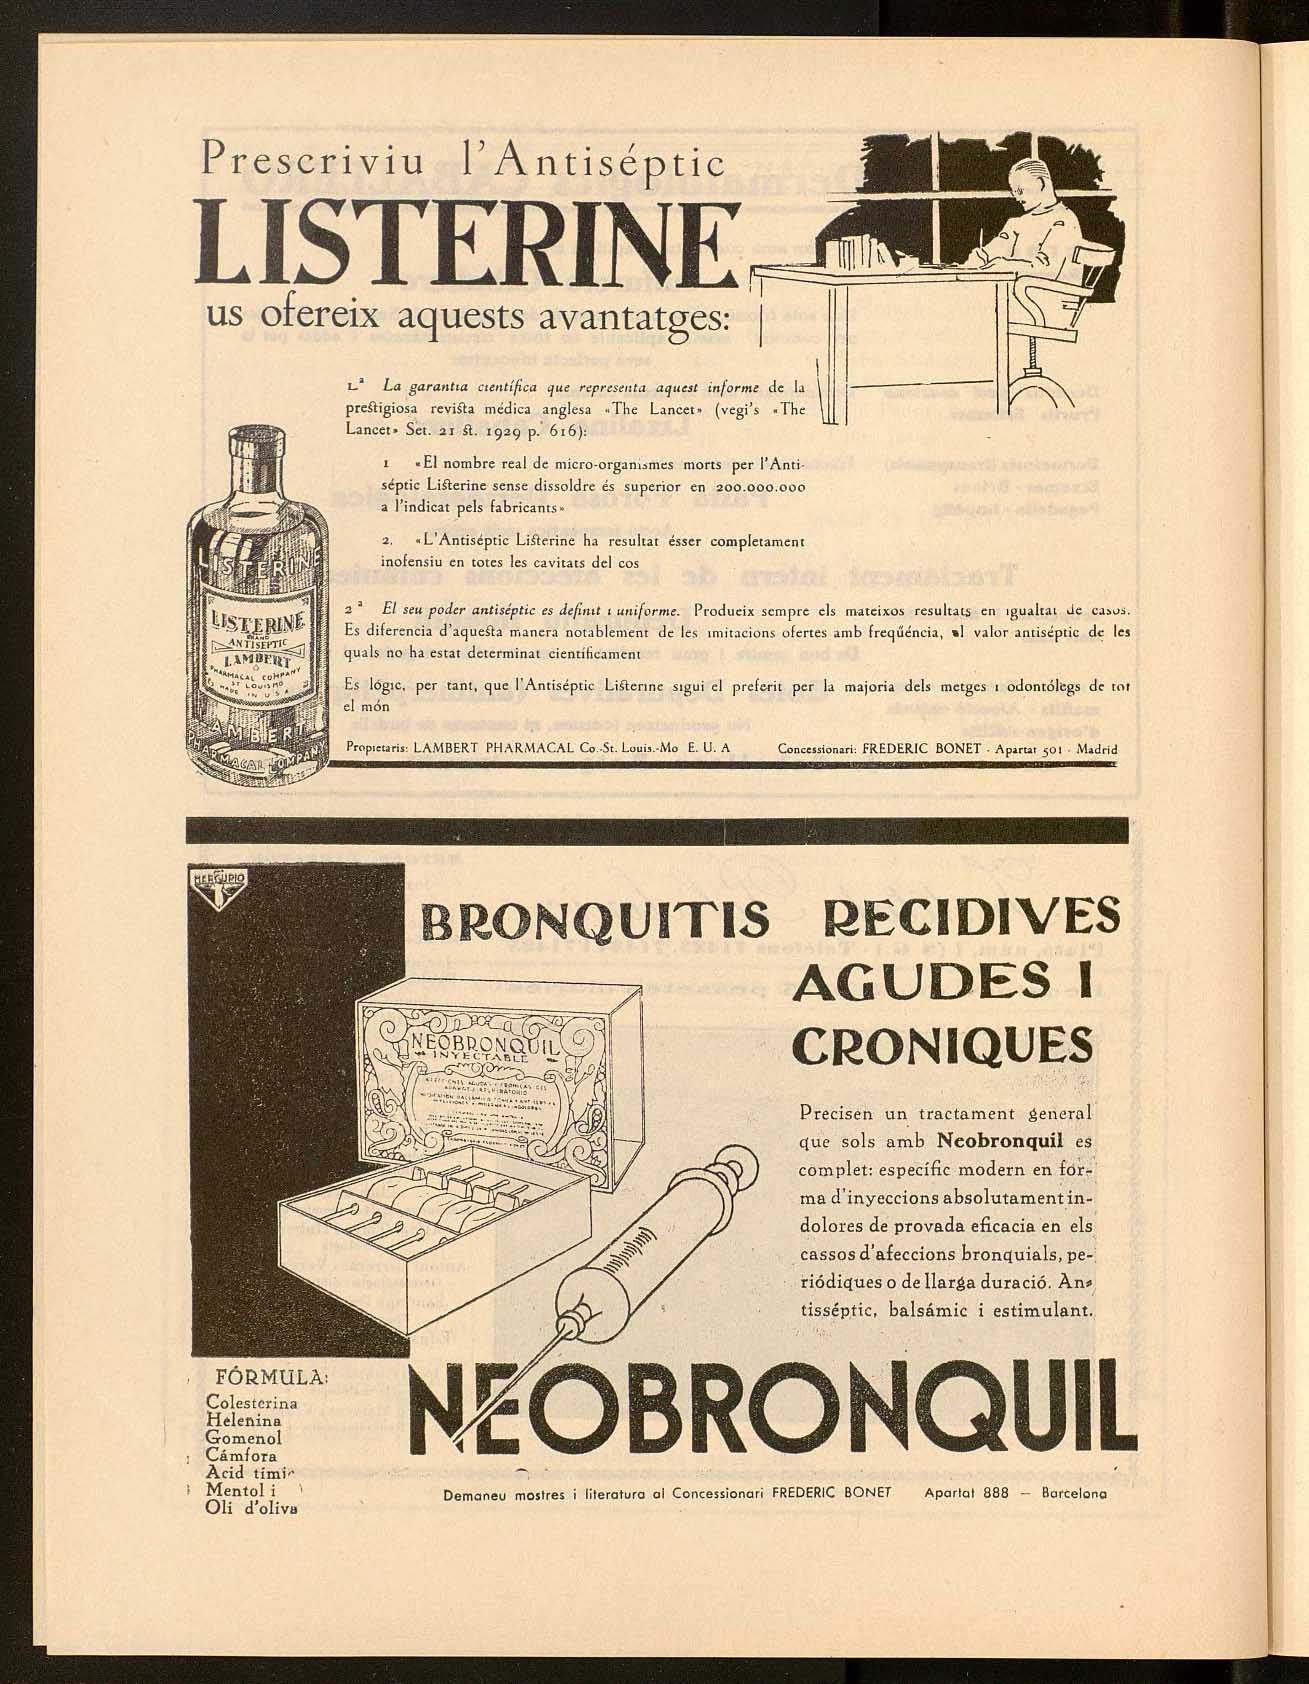 Prescriviu l'Antiséptic
LISTERINE
us ofereix aquests avantatges:
1.ª La garantia científica que representa aquest informe de la
prestigiosa revista médica anglesa «The Lancet» (vegi's «The
Lancet» Set. 21 st. 1929 p. 616):
1 «El nombre real de micro-organismes morts per l'Anti-
séptic Listerine sense dissoldre és superior en 200.000.000
a l'indicat pels fabricants»
2. «L'Antiséptic Listerine ha resultat ésser completament
inofensiu en totes les cavitats del cos
2ª El seu poder antiséptic es definit i uniforme. Produeix sempre els mateixos resultats en igualtat de casos.
Es diferencia d'aquesta manera notablement de les imitacions ofertes amb freqüéncia, el valor antiséptic de les
quals no ha estat determinat científicament
Es lógic, per tant, que l'Antiséptic Listerine sigui el preferit per la majoria dels metges i odontólegs de tot
el món
Propietaris: LAMBERT PHARMACAL Co.-St. Louis.-Mo E. U. A Concessionari: FREDERIC BONET - Apartat 501 - Madrid
LISTERINE
LISTERINE
BRAND
ANTISEPTIC
LAMBERT
PHARMACAL COMPANY
ST LOUIS MO
MADE IN U S A
LAMBERT
PHARMACAL COMPANY
MERCURIO
BRONQUITIS RECIDIVES
AGUDES I
CRONIQUES
NEOBRONQUIL
INYECTABLE
Precisen un tractament general
que sols amb Neobronquil es
complet: específic modern en for-
ma d'inyeccions absolutament in-
dolores de provada eficacia en els
cassos d'afeccions bronquials, pe-
riódiques o de llarga duració. An-
tisséptic, balsámic i estimulant.
FÓRMULA:
Colesterina
Helenina
Gomenol
Cámfora
Acid tímic
Mentol i
Oli d'oliva
NEOBRONQUIL
Demaneu mostres i literatura al Concessionari FREDERIC BONET Apartat 888 — Barcelona